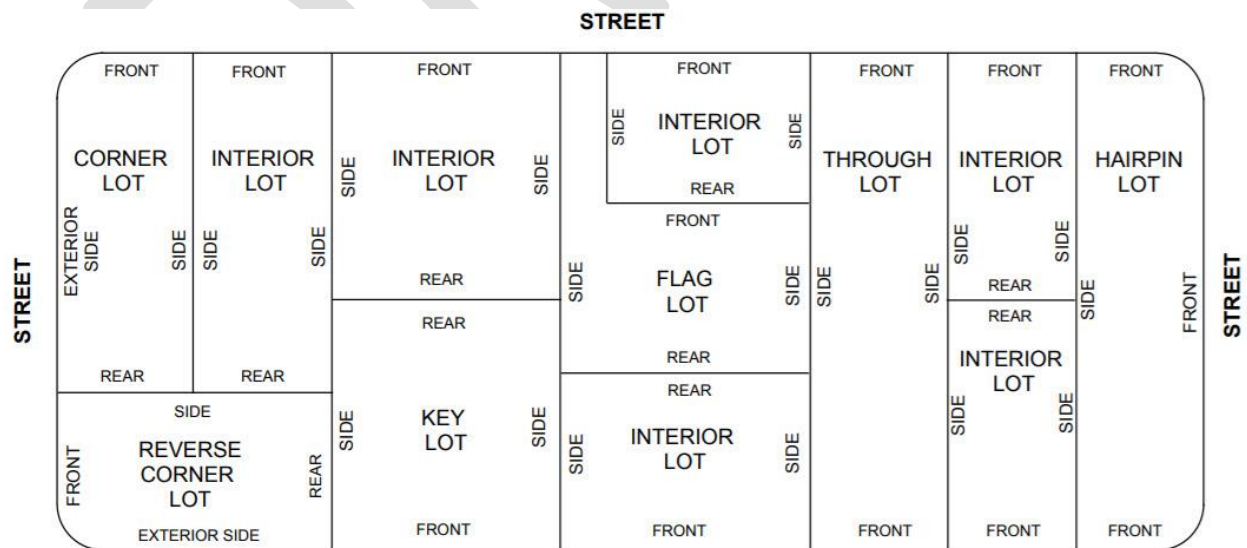 STREET
FRONT
FRONT
FRONT
FRONT
FRONT
FRONT
FRONT
CORNER
LOT
EXTERIOR
SIDE
SIDE
INTERIOR
LOT
SIDE
SIDE
INTERIOR
LOT
SIDE
SIDE
REAR
INTERIOR
LOT
SIDE
SIDE
REAR
THROUGH
LOT
SIDE
SIDE
INTERIOR
LOT
SIDE
SIDE
REAR
HAIRPIN
LOT
SIDE
FRONT
STREET
STREET
FRONT
FLAG
LOT
SIDE
SIDE
REAR
REAR
REAR
SIDE
FRONT
REVERSE
CORNER
LOT
REAR
EXTERIOR SIDE
REAR
KEY
LOT
SIDE
SIDE
FRONT
REAR
INTERIOR
LOT
SIDE
SIDE
FRONT
FRONT
REAR
INTERIOR
LOT
SIDE
SIDE
FRONT
FRONT